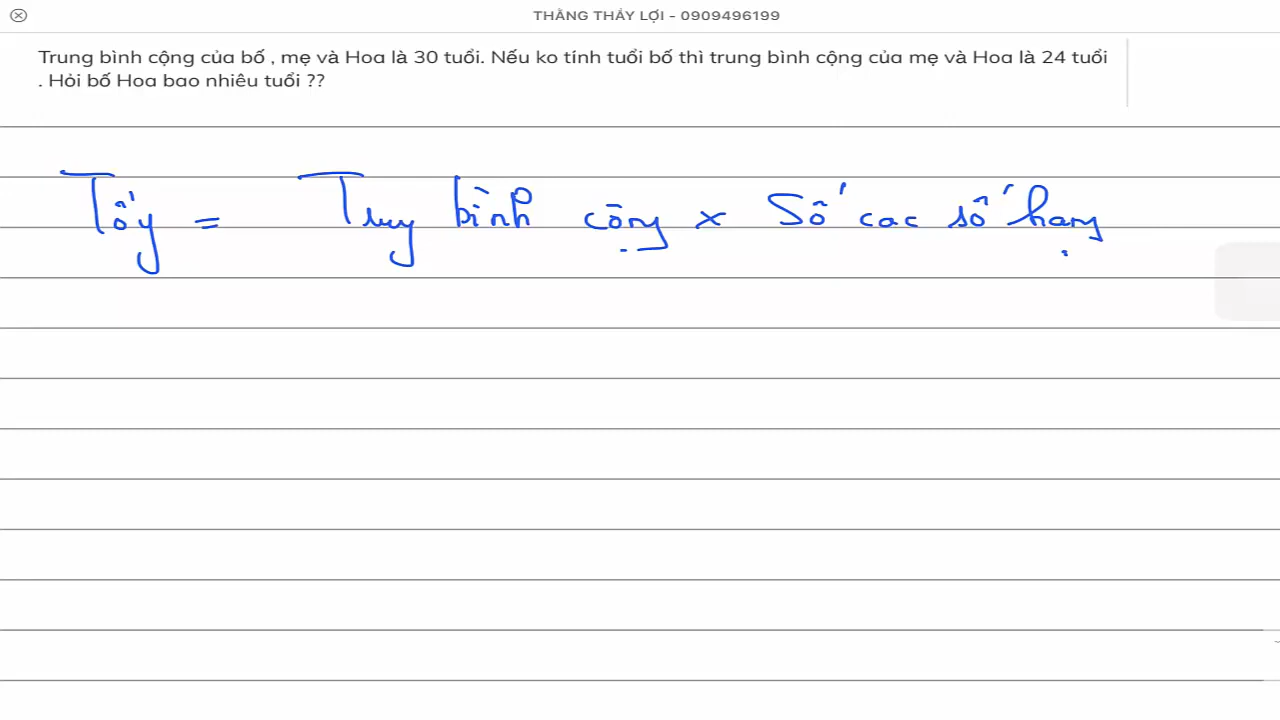 THẦNG THẦY LỢI - 0909496199
Trung bình cộng của bố , mẹ và Hoa là 30 tuổi. Nếu ko tính tuổi bố thì trung bình cộng của mẹ và Hoa là 24 tuổi
. Hỏi bố Hoa bao nhiêu tuổi ??
Tổng = Trung bình cộng x Số các số hạng